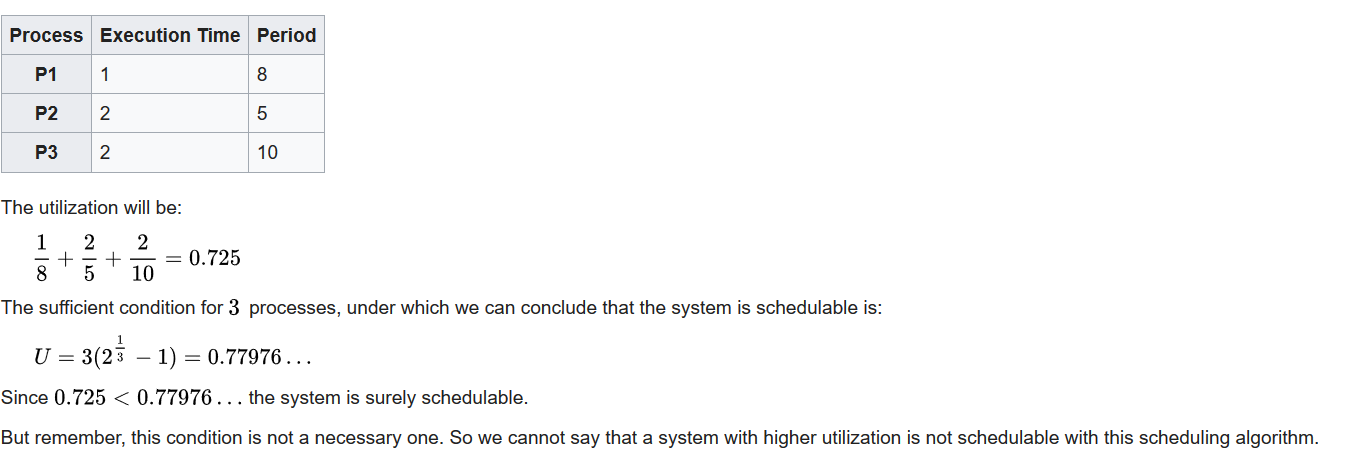 Process Execution Time Period
P1 1 8
P2 2 5
P3 2 10
The utilization will be:
1/8 + 2/5 + 2/10 = 0.725
The sufficient condition for 3 processes, under which we can conclude that the system is schedulable is:
U = 3(2^(1/3) − 1) = 0.77976 . . .
Since 0.725 < 0.77976 . . . the system is surely schedulable.
But remember, this condition is not a necessary one. So we cannot say that a system with higher utilization is not schedulable with this scheduling algorithm.